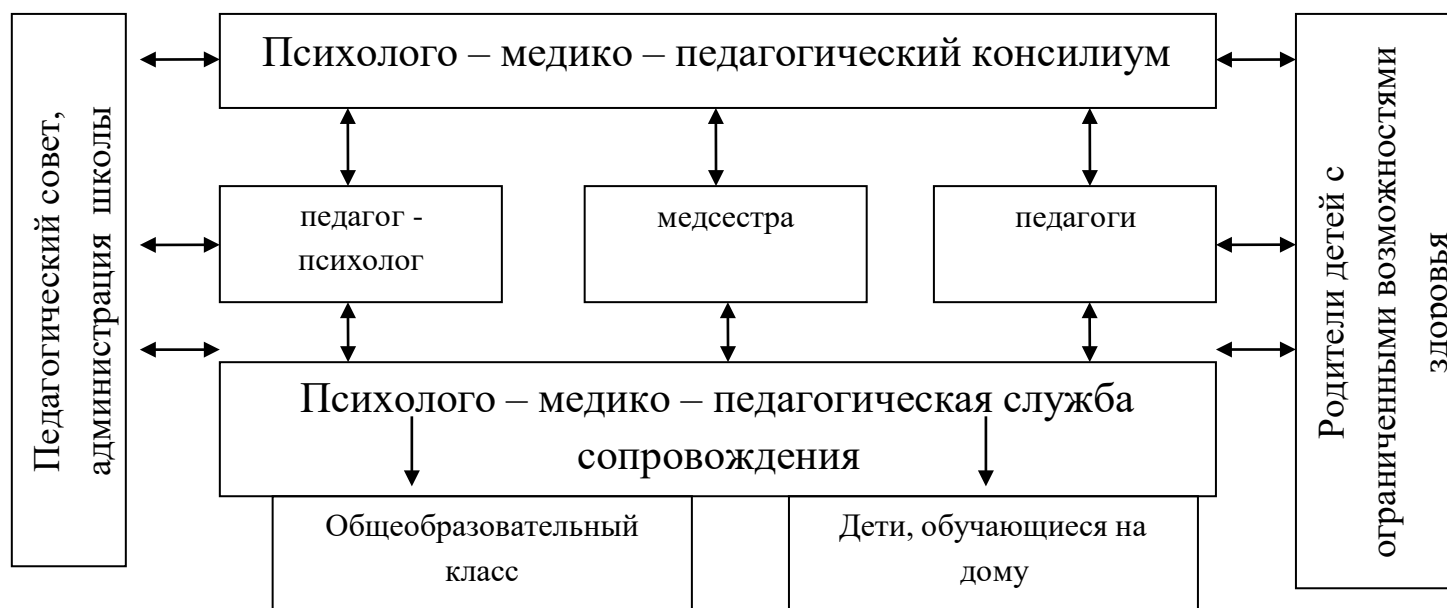 Педагогический совет,
администрация школы
Психолого – медико – педагогический консилиум
педагог -
психолог
медсестра
педагоги
Психолого – медико – педагогическая служба
сопровождения
Общеобразовательный
класс
Дети, обучающиеся на
дому
Родители детей с
ограниченными возможностями
здоровья